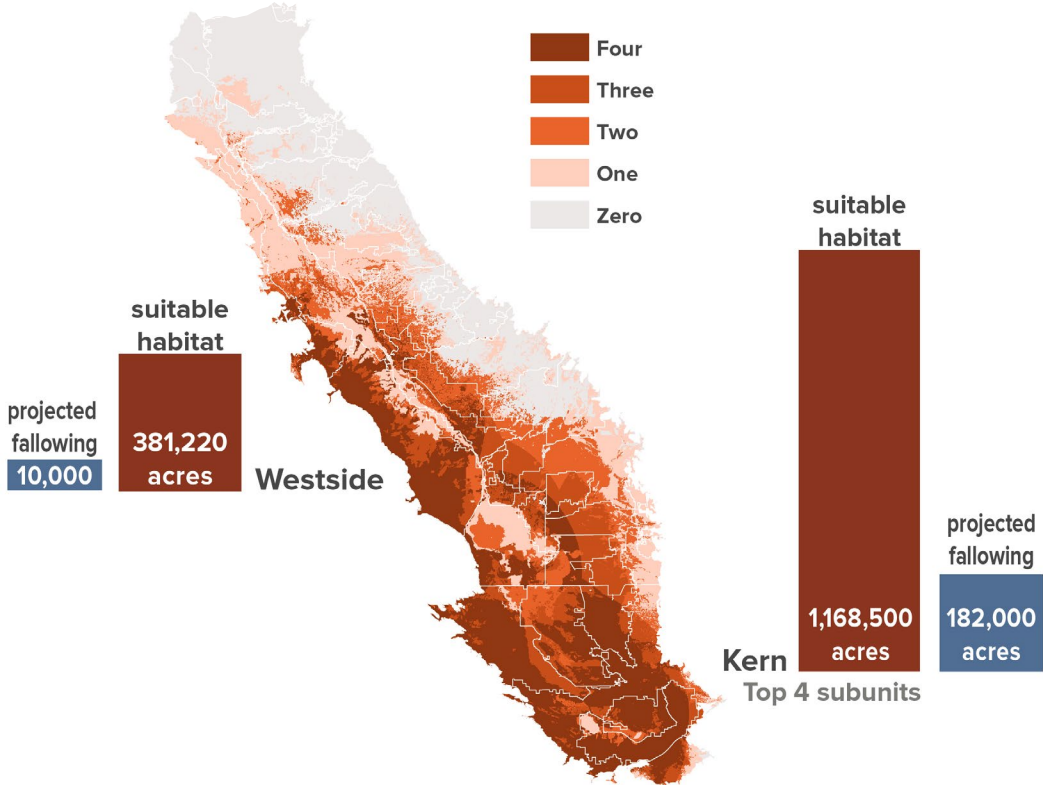 Four
Three
Two
One
Zero
suitable
habitat
projected
fallowing
10,000
381,220
acres
Westside
suitable
habitat
1,168,500
acres
projected
fallowing
182,000
acres
Kern
Top 4 subunits